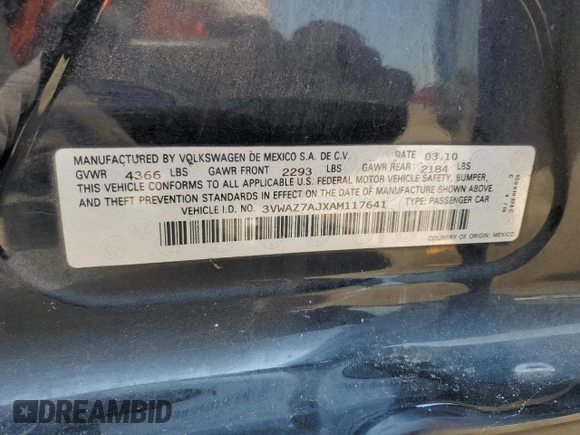 MANUFACTURED BY VOLKSWAGEN DE MEXICO S.A. DE C.V. DATE 03.10
GVWR 4366 LBS GAWR FRONT 2293 LBS GAWR REAR 2184 LBS
THIS VEHICLE CONFORMS TO ALL APPLICABLE U.S. FEDERAL MOTOR VEHICLE SAFETY, BUMPER,
AND THEFT PREVENTION STANDARDS IN EFFECT ON THE DATE OF MANUFACTURE SHOWN ABOVE.
VEHICLE I.D. NO. 3VWAZ7AJXAM117641 TYPE: PASSENGER CAR
COUNTRY OF ORIGIN: MEXICO
DREAMBID